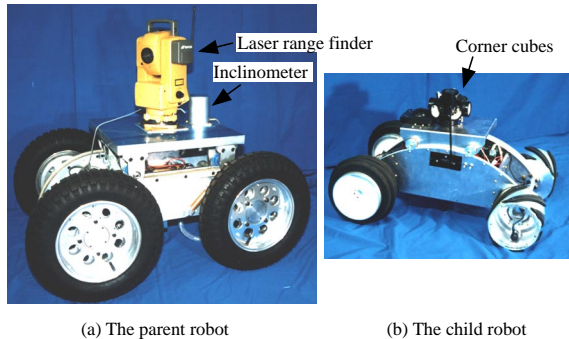 Laser range finder
Inclinometer
Corner cubes
(a) The parent robot
(b) The child robot